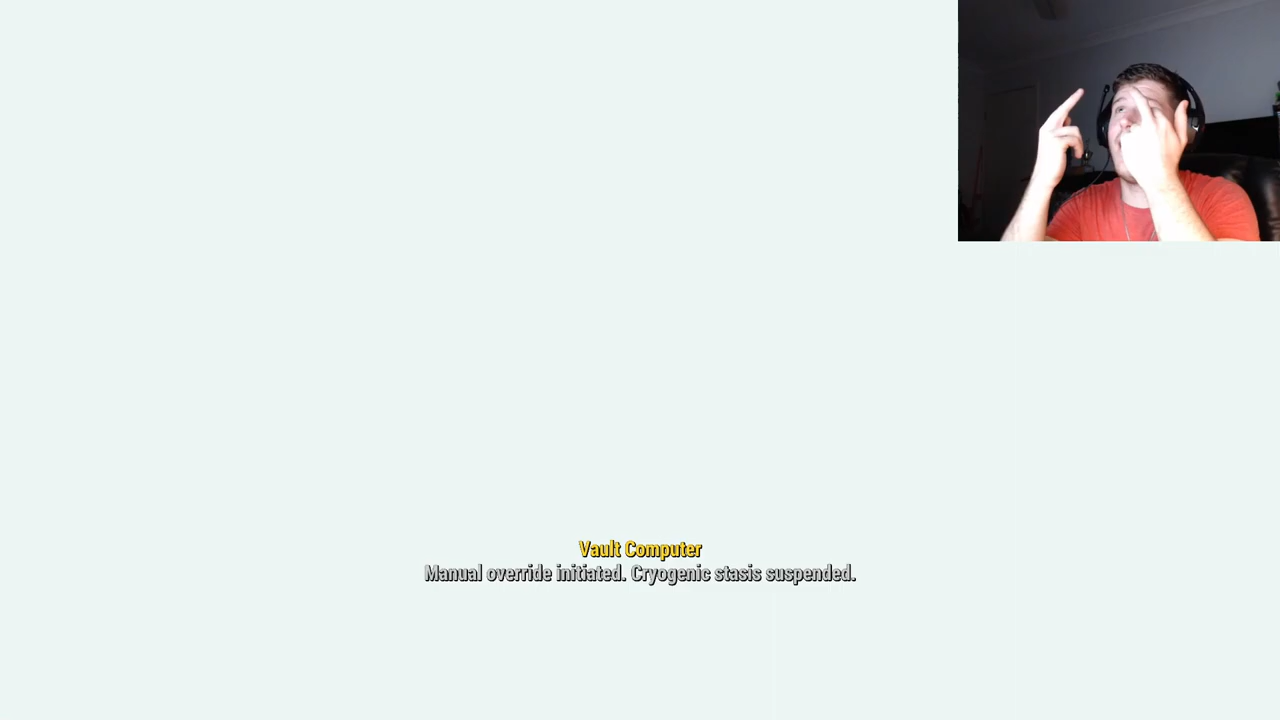 Vault Computer
Manual override initiated. Cryogenic stasis suspended.